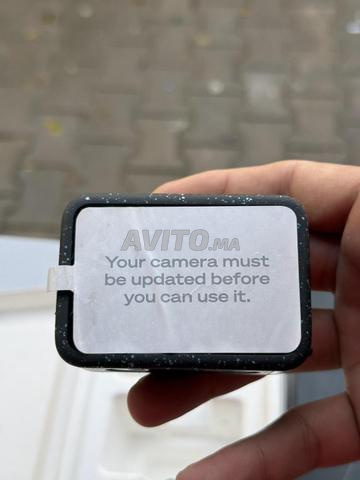 AVITO.MA
Your camera must
be updated before
you can use it.